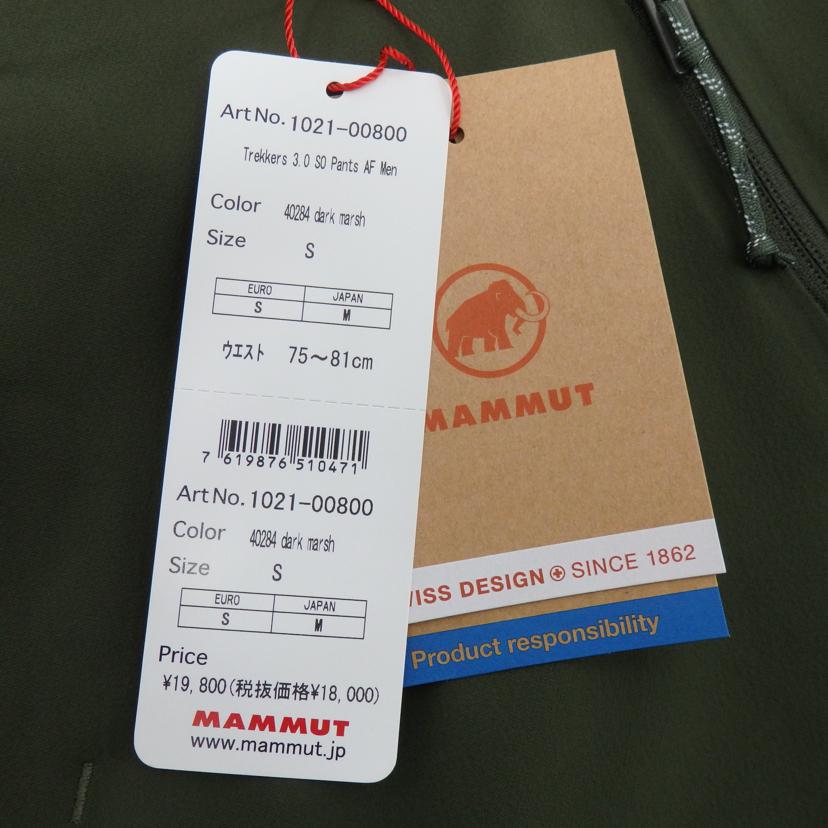 Art No. 1021-00800
Trekkers 3.0 SO Pants AF Men
Color 40284 dark marsh
Size S
EURO JAPAN
S M
ウエスト 75〜81cm
7 619876 510471
Art No. 1021-00800
Color 40284 dark marsh
Size S
EURO JAPAN
S M
Price
¥19,800(税抜価格¥18,000)
MAMMUT
www.mammut.jp
MAMMUT
WISS DESIGN SINCE 1862
Product responsibility